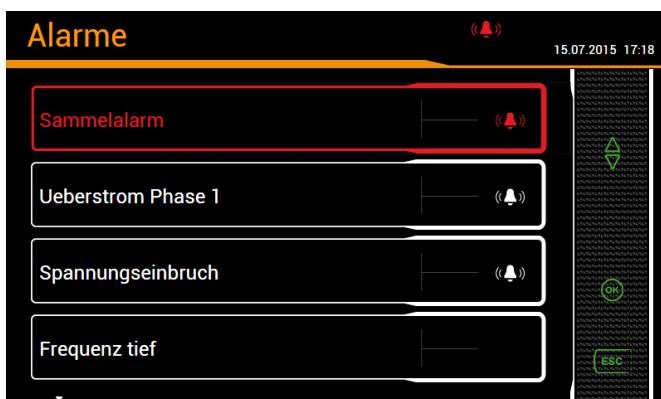 Alarme
15.07.2015 17:18
Sammelalarm
Ueberstrom Phase 1
Spannungseinbruch
OK
Frequenz tief
ESC